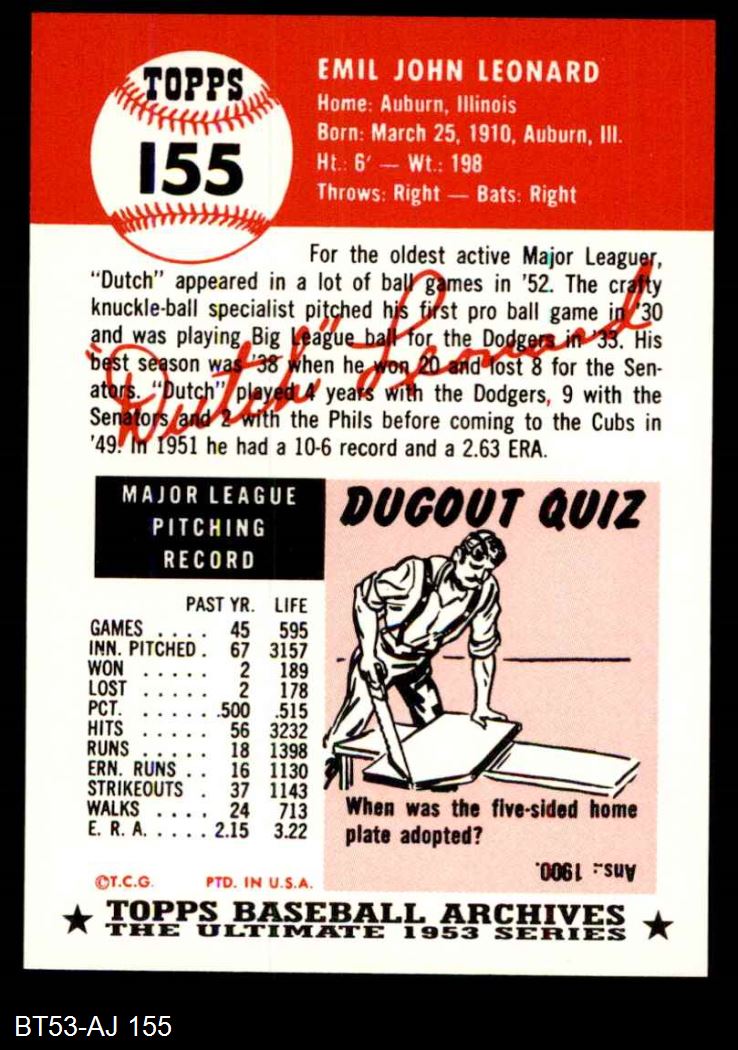 TOPPS
155
EMIL JOHN LEONARD
Home: Auburn, Illinois
Born: March 25, 1910, Auburn, Ill.
Ht.: 6' — Wt.: 198
Throws: Right — Bats: Right
For the oldest active Major Leaguer,
"Dutch" appeared in a lot of ball games in '52. The crafty
knuckle-ball specialist pitched his first pro ball game in '30
and was playing Big League ball for the Dodgers in '33. His
best season was '38 when he won 20 and lost 8 for the Sen-
ators. "Dutch" played 4 years with the Dodgers, 9 with the
Senators and 2 with the Phils before coming to the Cubs in
'49. In 1951 he had a 10-6 record and a 2.63 ERA.
"Dutch" Leonard
MAJOR LEAGUE
PITCHING
RECORD
PAST YR. LIFE
GAMES .... 45 595
INN. PITCHED . 67 3157
WON ..... 2 189
LOST ..... 2 178
PCT. ...... .500 .515
HITS ..... 56 3232
RUNS ..... 18 1398
ERN. RUNS .. 16 1130
STRIKEOUTS . 37 1143
WALKS .... 24 713
E. R. A. ..... 2.15 3.22
DUGOUT QUIZ
When was the five-sided home
plate adopted?
Ans.: 1900.
©T.C.G. PTD. IN U.S.A.
★ TOPPS BASEBALL ARCHIVES ★
THE ULTIMATE 1953 SERIES
BT53-AJ 155